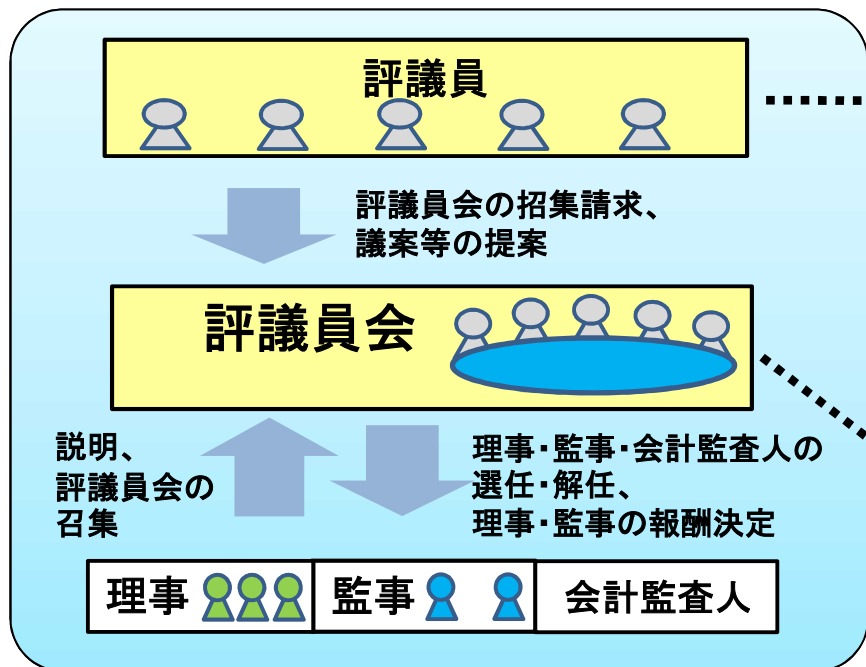 評議員
評議員会の招集請求、
議案等の提案
評議員会
説明、
評議員会の
召集
理事・監事・会計監査人の
選任・解任、
理事・監事の報酬決定
理事
監事
会計監査人